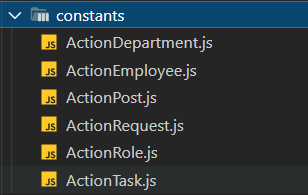 constants
JS ActionDepartment.js
JS ActionEmployee.js
JS ActionPost.js
JS ActionRequest.js
JS ActionRole.js
JS ActionTask.js